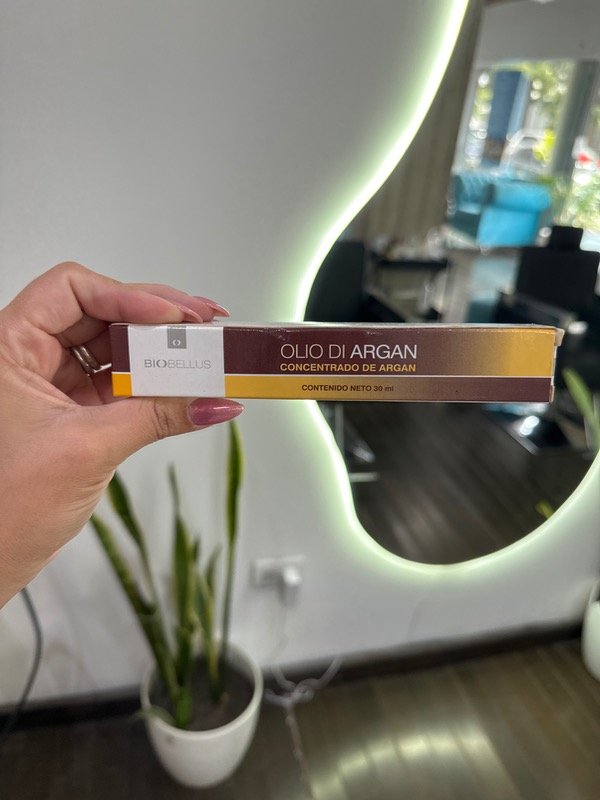 BIOBELLUS
OLIO DI ARGAN
CONCENTRADO DE ARGAN
CONTENIDO NETO 30 ml